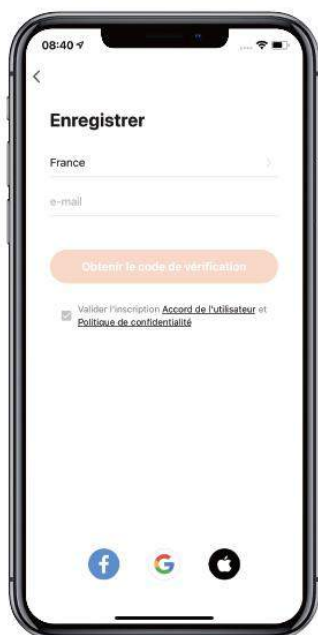 08:40
Enregistrer
France
e-mail
Obtenir le code de vérification
Valider l'inscription Accord de l'utilisateur et
Politique de confidentialité
f G